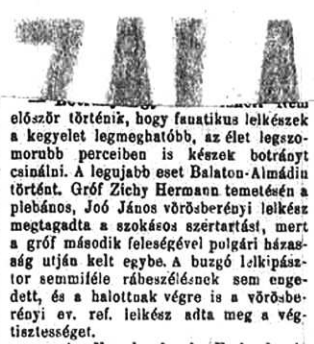 ZALA
Nem
először történik, hogy fanatikus lelkészek
a kegyelet legmeghatóbb, az élet legszo-
morubb perceiben is készek botrányt
csinálni. A legujabb eset Balaton-Almádin
történt. Gróf Zichy Hermann temetésén a
plebános, Joó János vörösberényi lelkész
megtagadta a szokásos szertartást, mert
a gróf második feleségével polgári házas-
ság utján kelt egybe. A buzgó lelkipász-
tor semmiféle rábeszélésnek sem enge-
dett, és a halottnak végre is a vörösbe-
rényi ev. ref. lelkész adta meg a vég-
tisztességet.